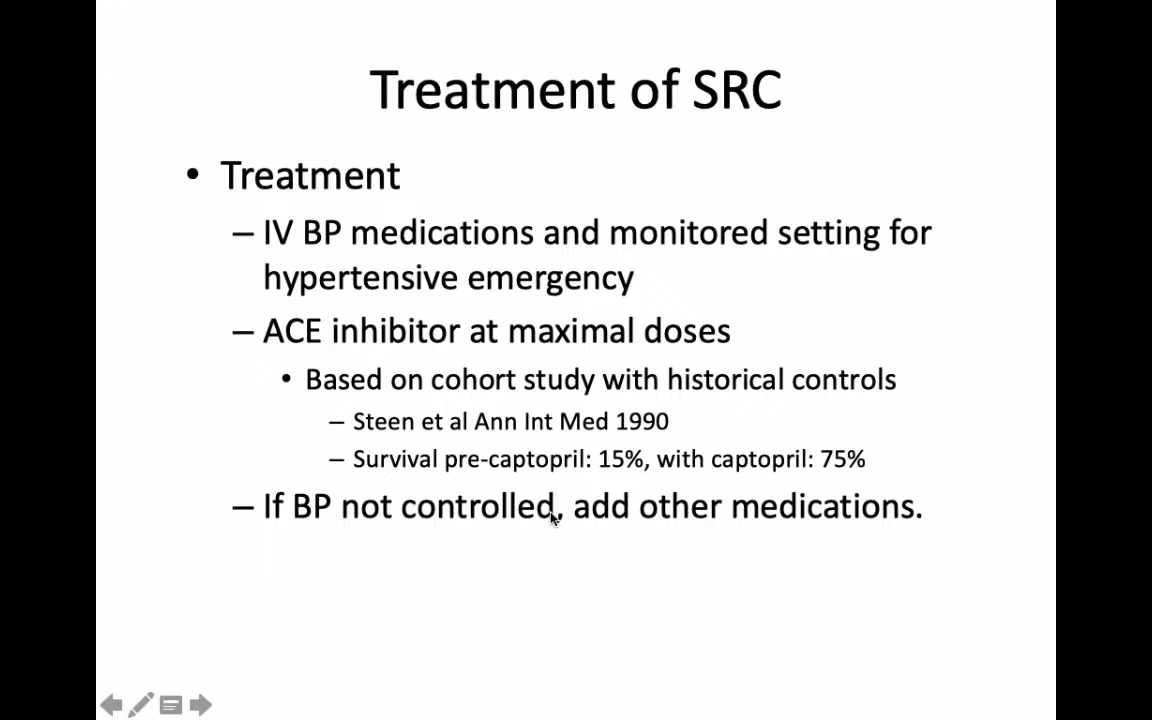 Treatment of SRC
• Treatment
– IV BP medications and monitored setting for
hypertensive emergency
– ACE inhibitor at maximal doses
• Based on cohort study with historical controls
– Steen et al Ann Int Med 1990
– Survival pre-captopril: 15%, with captopril: 75%
– If BP not controlled, add other medications.